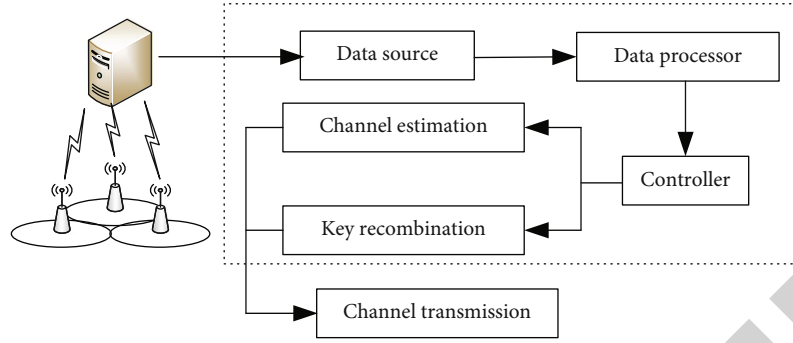 Data source
Data processor
Channel estimation
Controller
Key recombination
Channel transmission